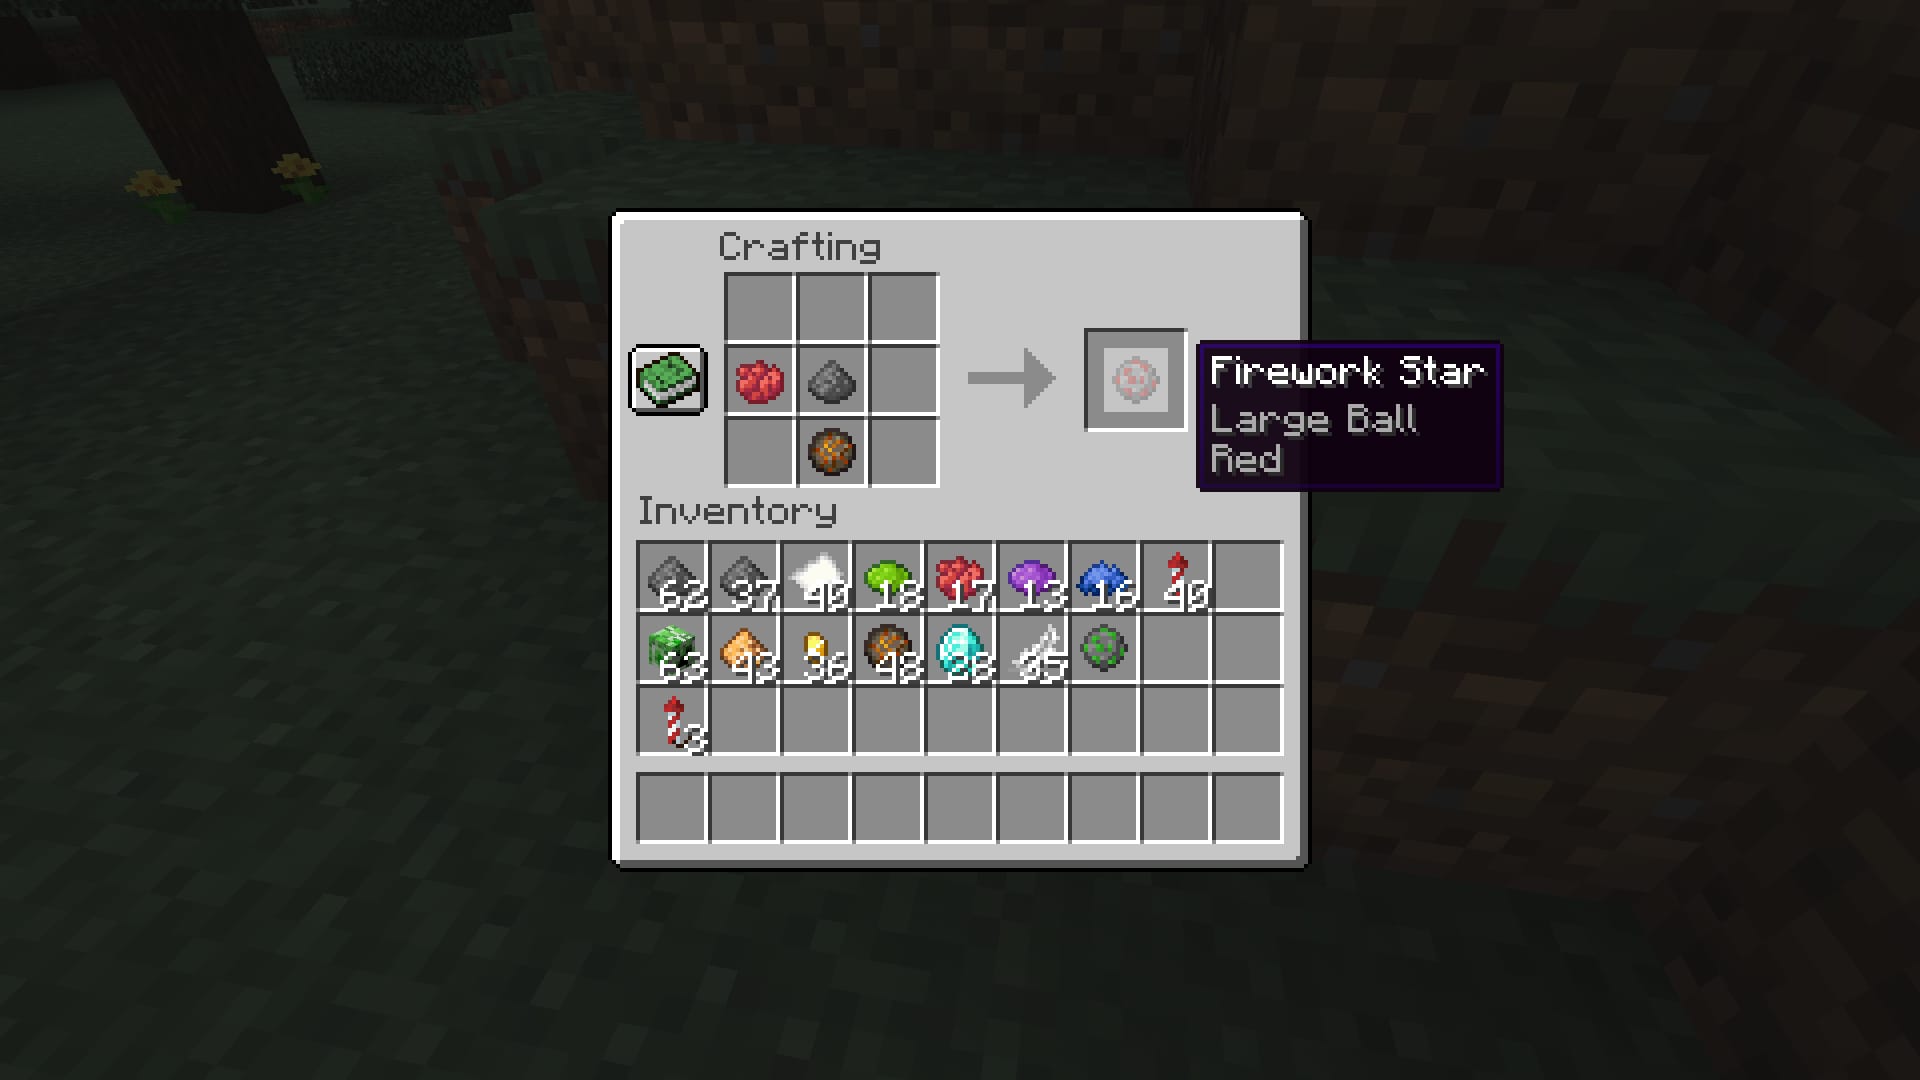 Crafting
Firework Star
Large Ball
Red
Inventory
62 37 40 18 17 13 16 40
63 43 36 48 28 35
3